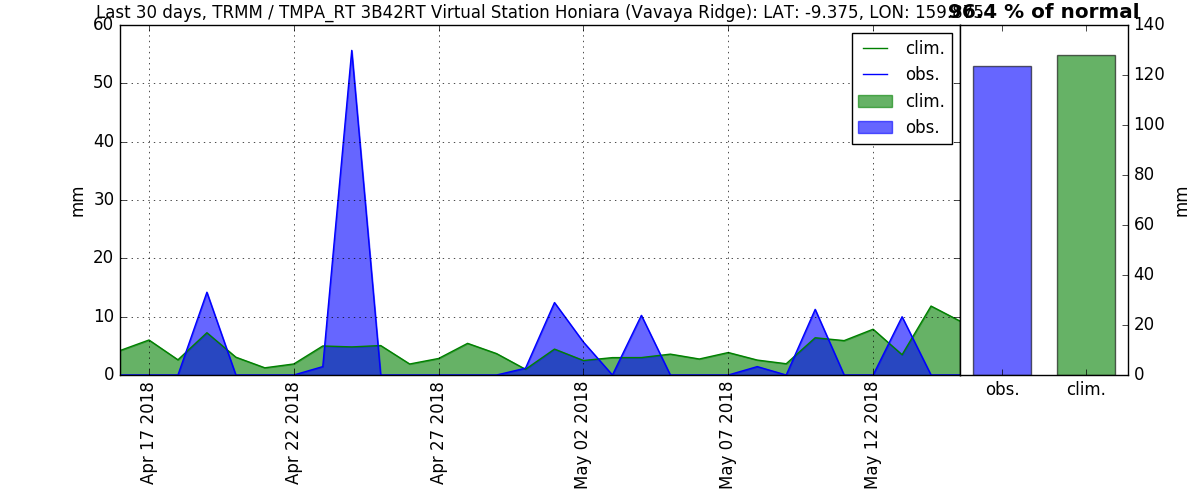 Last 30 days, TRMM / TMPA_RT 3B42RT Virtual Station Honiara (Vavaya Ridge): LAT: -9.375, LON:
96.4 % of normal
60
50
40
30
20
10
0
mm
clim.
obs.
clim.
obs.
Apr 17 2018
Apr 22 2018
Apr 27 2018
May 02 2018
May 07 2018
May 12 2018
140
120
100
80
60
40
20
0
mm
obs.
clim.